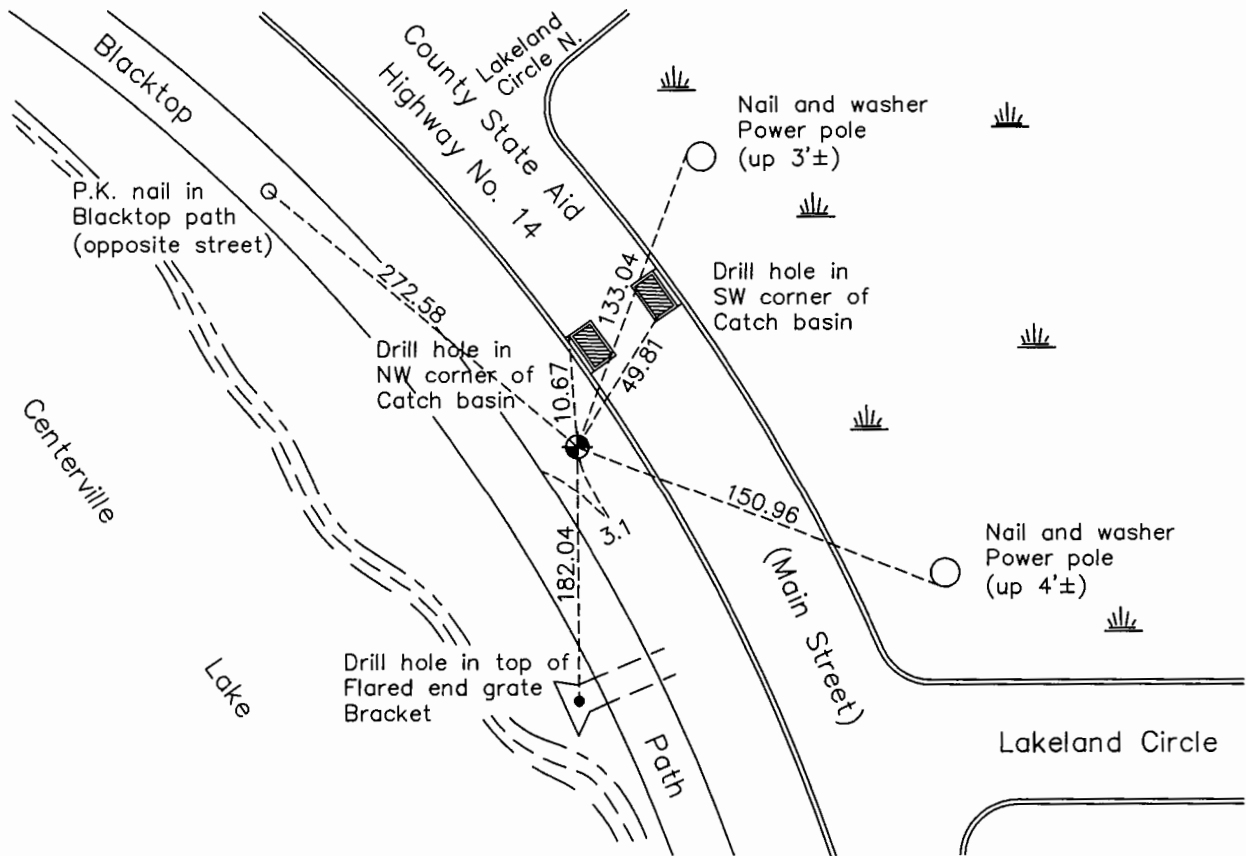 Blacktop
County State Aid
Highway No. 14
Lakeland
Circle N.
Nail and washer
Power pole
(up 3'±)
P.K. nail in
Blacktop path
(opposite street)
272.58
133.04
Drill hole in
SW corner of
Catch basin
49.81
Drill hole in
NW corner of
Catch basin
10.67
Centerville
Lake
150.96
3.1
182.04
Nail and washer
Power pole
(up 4'±)
(Main Street)
Drill hole in top of
Flared end grate
Bracket
Path
Lakeland Circle